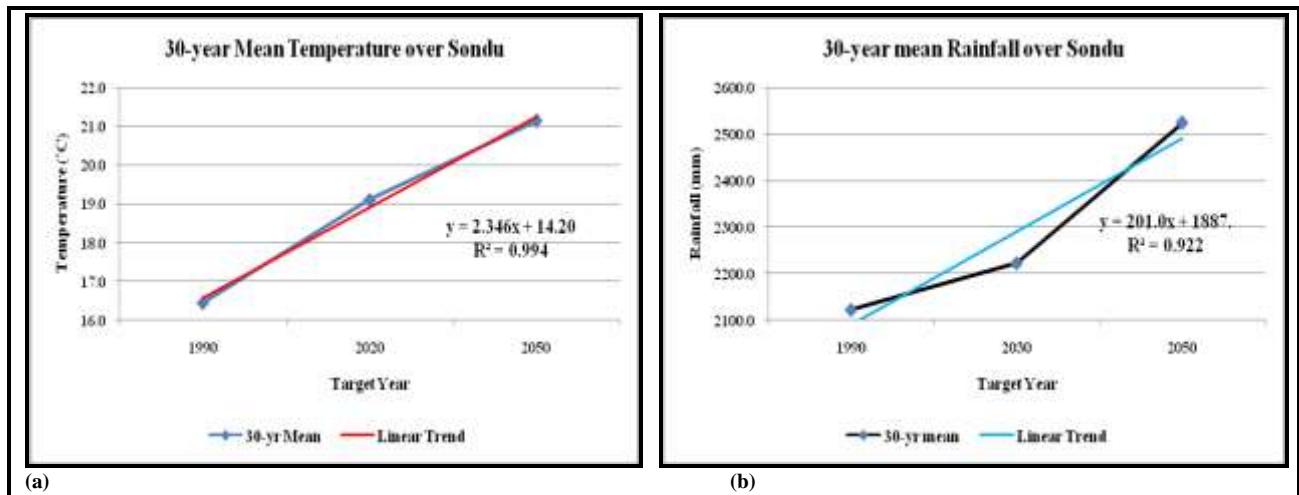 30-year Mean Temperature over Sondu
22.0
21.0
20.0
19.0
18.0
17.0
16.0
Temperature (°C)
y = 2.346x + 14.20
R² = 0.994
1990 2020 2050
Target Year
30-yr Mean Linear Trend
(a)
30-year mean Rainfall over Sondu
2600.0
2500.0
2400.0
2300.0
2200.0
2100.0
Rainfall (mm)
y = 201.0x + 1887.
R² = 0.922
1990 2030 2050
Target Year
30-yr mean Linear Trend
(b)